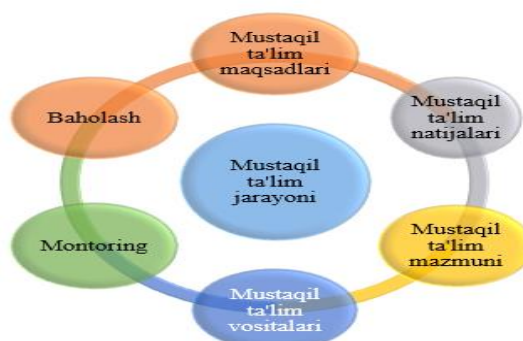 Mustaqil
ta'lim
maqsadlari
Mustaqil
ta'lim
natijalari
Mustaqil
ta'lim
mazmuni
Mustaqil
ta'lim
vositalari
Montoring
Baholash
Mustaqil
ta'lim
jarayoni